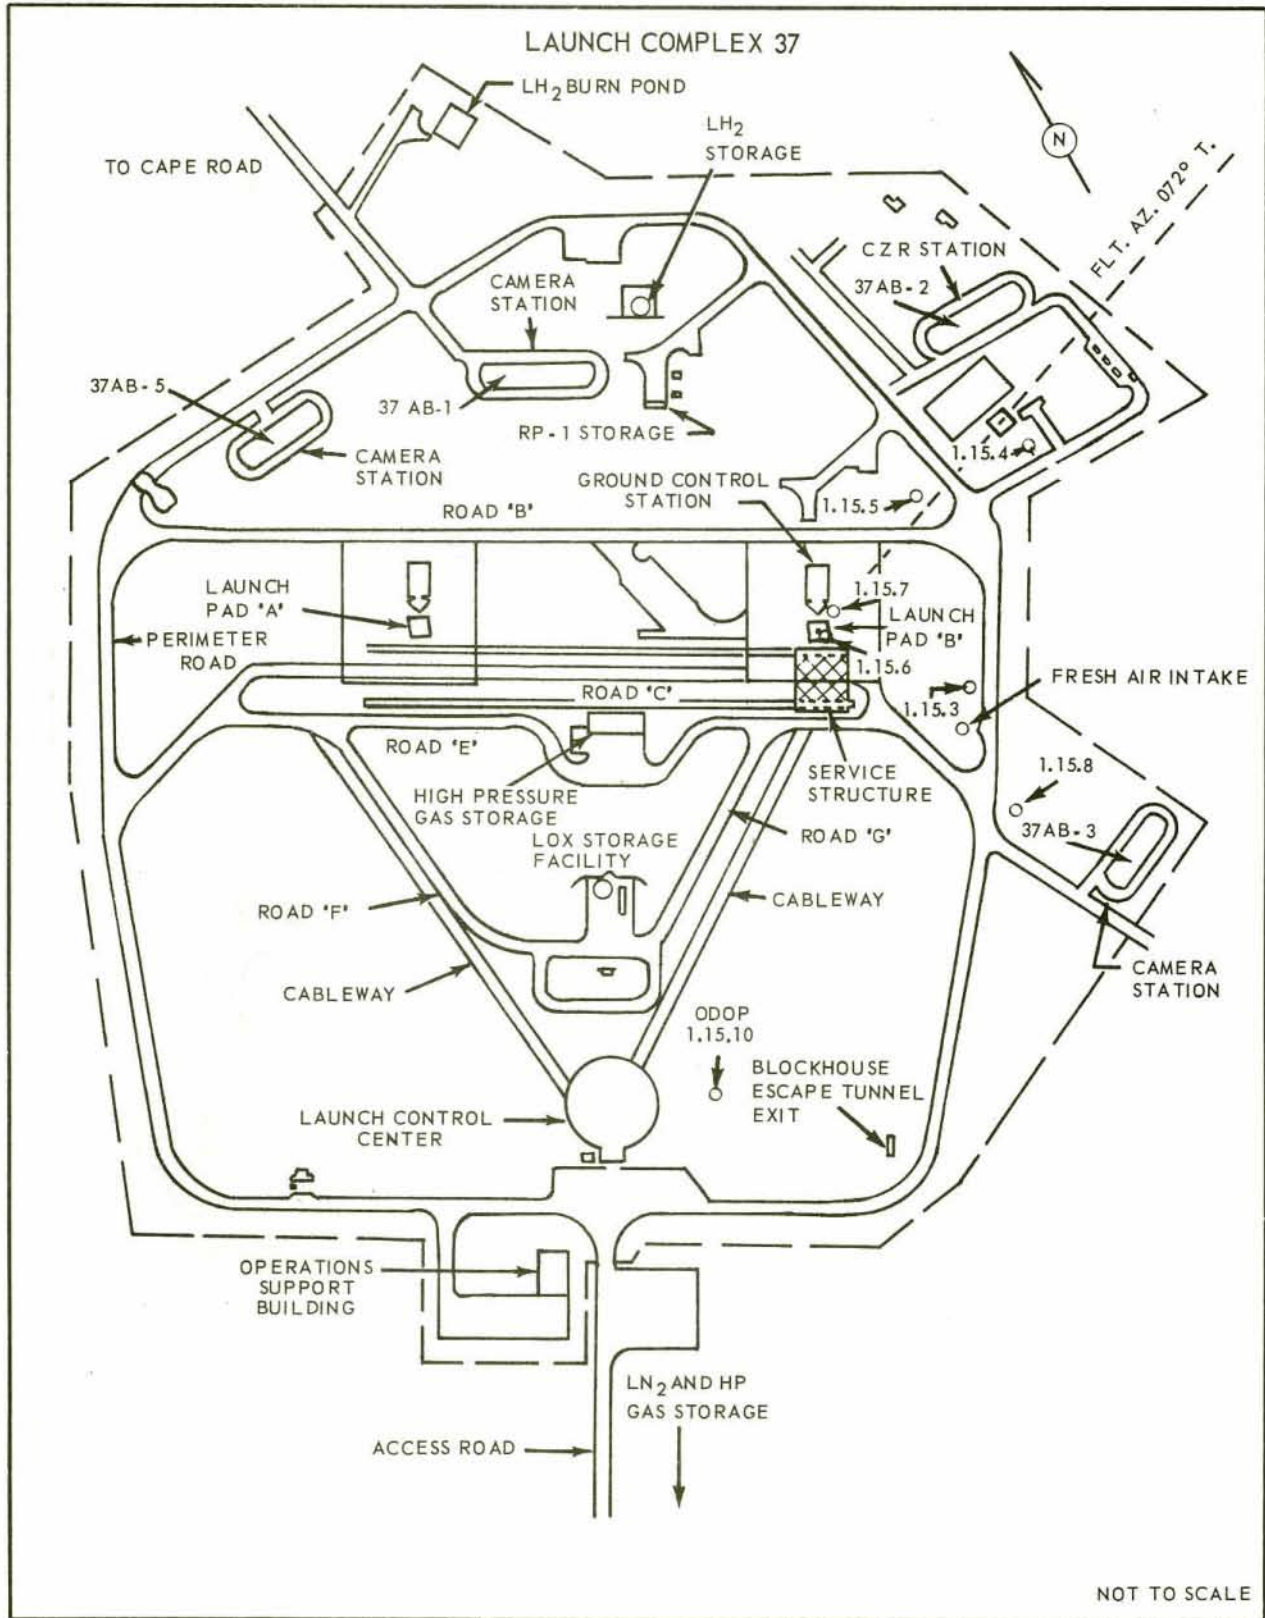 LAUNCH COMPLEX 37
LH₂ BURN POND
LH₂
STORAGE
N
TO CAPE ROAD
FLT. AZ. 072° T.
CZR STATION
37AB-2
CAMERA
STATION
37AB-5
37 AB-1
RP-1 STORAGE
1.15.4
CAMERA
STATION
GROUND CONTROL
STATION
1.15.5
ROAD 'B'
LAUNCH
PAD 'A'
1.15.7
LAUNCH
PAD 'B'
PERIMETER
ROAD
1.15.6
FRESH AIR INTAKE
ROAD 'C'
1.15.3
ROAD 'E'
SERVICE
STRUCTURE
1.15.8
HIGH PRESSURE
GAS STORAGE
ROAD 'G'
37AB-3
LOX STORAGE
FACILITY
ROAD 'F'
CABLEWAY
CABLEWAY
CAMERA
STATION
ODOP
1.15.10
BLOCKHOUSE
ESCAPE TUNNEL
EXIT
LAUNCH CONTROL
CENTER
OPERATIONS
SUPPORT
BUILDING
LN₂ AND HP
GAS STORAGE
ACCESS ROAD
NOT TO SCALE